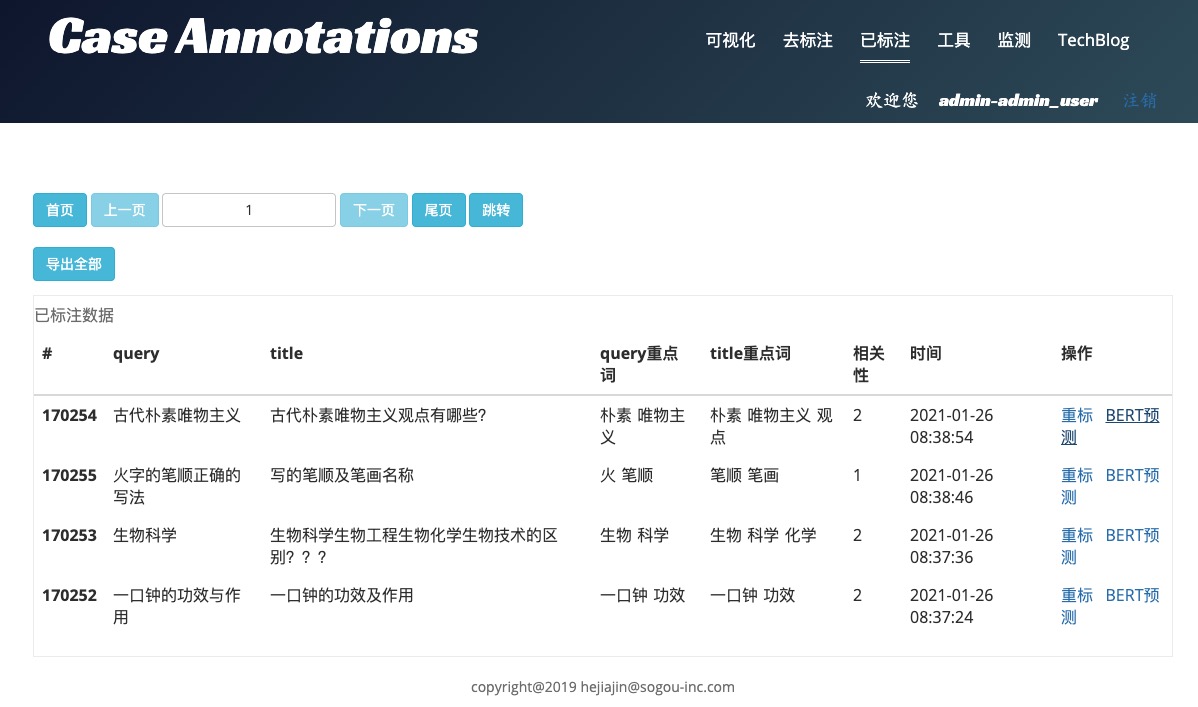 Case Annotations
可视化 去标注 已标注 工具 监测 TechBlog
欢迎您 admin-admin_user 注销
首页 上一页 1 下一页 尾页 跳转
导出全部
已标注数据
# query title query重点 title重点词 相关 时间 操作
词 性
170254 古代朴素唯物主义 古代朴素唯物主义观点有哪些? 朴素 唯物主 朴素 唯物主义 观 2 2021-01-26 重标 BERT预
义 点 08:38:54 测
170255 火字的笔顺正确的 写的笔顺及笔画名称 火 笔顺 笔顺 笔画 1 2021-01-26 重标 BERT预
写法 08:38:46 测
170253 生物科学 生物科学生物工程生物化学生物技术的区 生物 科学 生物 科学 化学 2 2021-01-26 重标 BERT预
别？？？ 08:37:36 测
170252 一口钟的功效与作 一口钟的功效及作用 一口钟 功效 一口钟 功效 2 2021-01-26 重标 BERT预
用 08:37:24 测
copyright@2019 hejiajin@sogou-inc.com